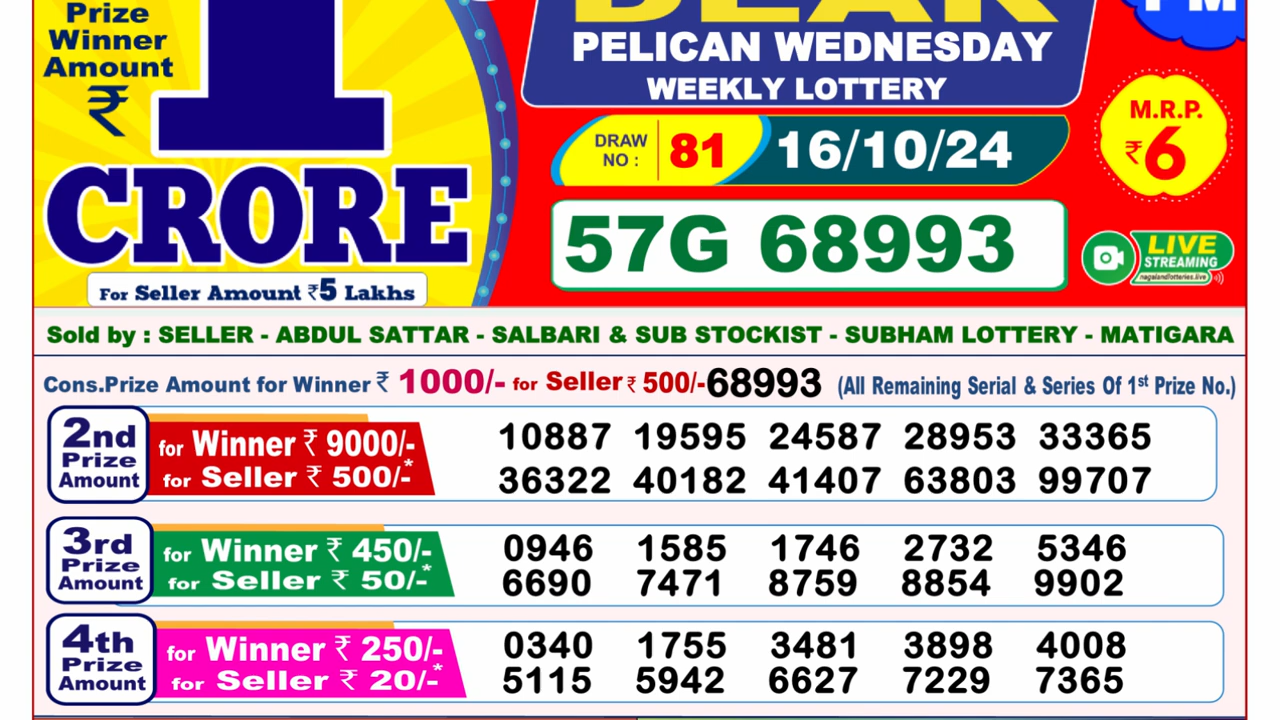 Prize
Winner
Amount
₹
1
CRORE
For Seller Amount ₹5 Lakhs
DEAR
PELICAN WEDNESDAY
WEEKLY LOTTERY
DRAW NO : 81 16/10/24
57G 68993
PM
M.R.P.
₹6
LIVE
STREAMING
nagalandlotteries.live
Sold by : SELLER - ABDUL SATTAR - SALBARI & SUB STOCKIST - SUBHAM LOTTERY - MATIGARA
Cons.Prize Amount for Winner ₹ 1000/- for Seller ₹ 500/- 68993 (All Remaining Serial & Series Of 1st Prize No.)
2nd
Prize
Amount
for Winner ₹ 9000/-
for Seller ₹ 500/-*
10887 19595 24587 28953 33365
36322 40182 41407 63803 99707
3rd
Prize
Amount
for Winner ₹ 450/-
for Seller ₹ 50/-*
0946 1585 1746 2732 5346
6690 7471 8759 8854 9902
4th
Prize
Amount
for Winner ₹ 250/-
for Seller ₹ 20/-*
0340 1755 3481 3898 4008
5115 5942 6627 7229 7365